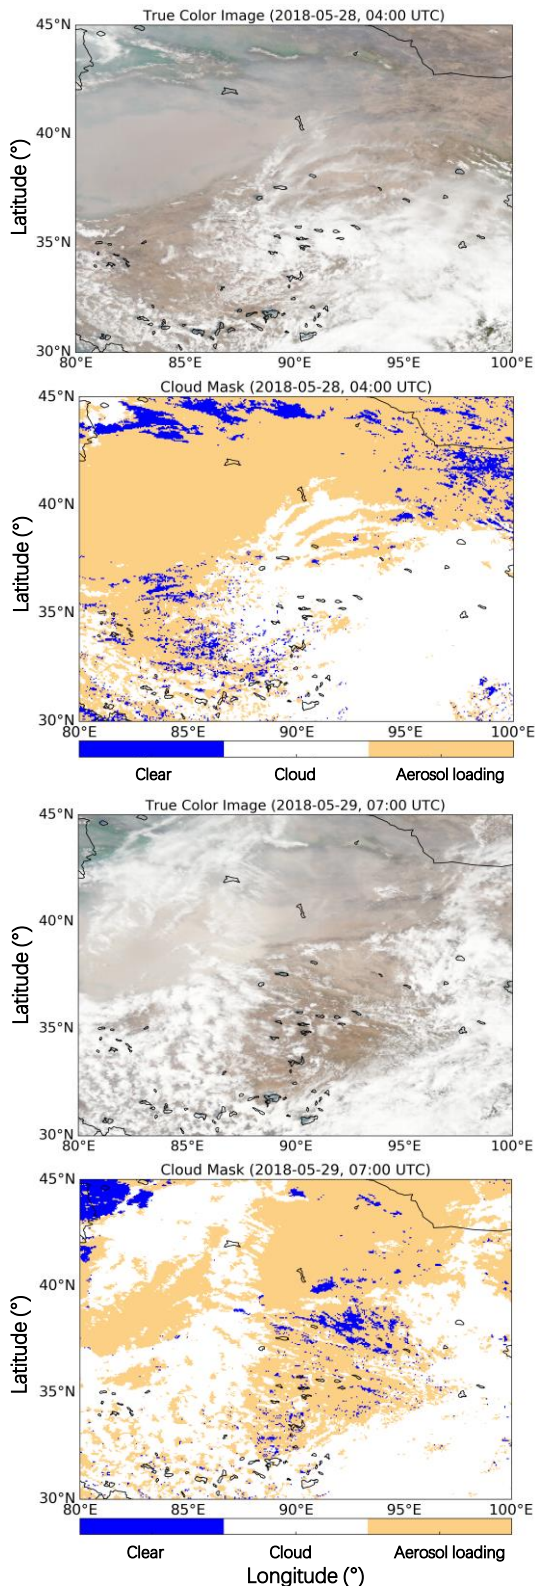 True Color Image (2018-05-28, 04:00 UTC)
45°N
40°N
35°N
30°N
Latitude (°)
80°E 85°E 90°E 95°E 100°E
Cloud Mask (2018-05-28, 04:00 UTC)
45°N
40°N
35°N
30°N
Latitude (°)
80°E 85°E 90°E 95°E 100°E
Clear Cloud Aerosol loading
True Color Image (2018-05-29, 07:00 UTC)
45°N
40°N
35°N
30°N
Latitude (°)
80°E 85°E 90°E 95°E 100°E
Cloud Mask (2018-05-29, 07:00 UTC)
45°N
40°N
35°N
30°N
Latitude (°)
80°E 85°E 90°E 95°E 100°E
Clear Cloud Aerosol loading
Longitude (°)